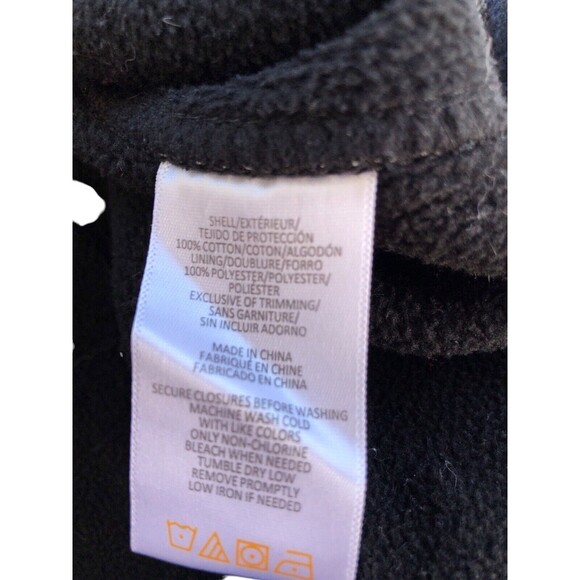 SHELL/EXTÉRIEUR/
TEJIDO DE PROTECCIÓN
100% COTTON/COTON/ALGODÓN
LINING/DOUBLURE/FORRO
100% POLYESTER/POLYESTER/
POLIÉSTER
EXCLUSIVE OF TRIMMING/
SANS GARNITURE/
SIN INCLUIR ADORNO
MADE IN CHINA
FABRIQUÉ EN CHINE
FABRICADO EN CHINA
SECURE CLOSURES BEFORE WASHING
MACHINE WASH COLD
WITH LIKE COLORS
ONLY NON-CHLORINE
BLEACH WHEN NEEDED
TUMBLE DRY LOW
REMOVE PROMPTLY
LOW IRON IF NEEDED